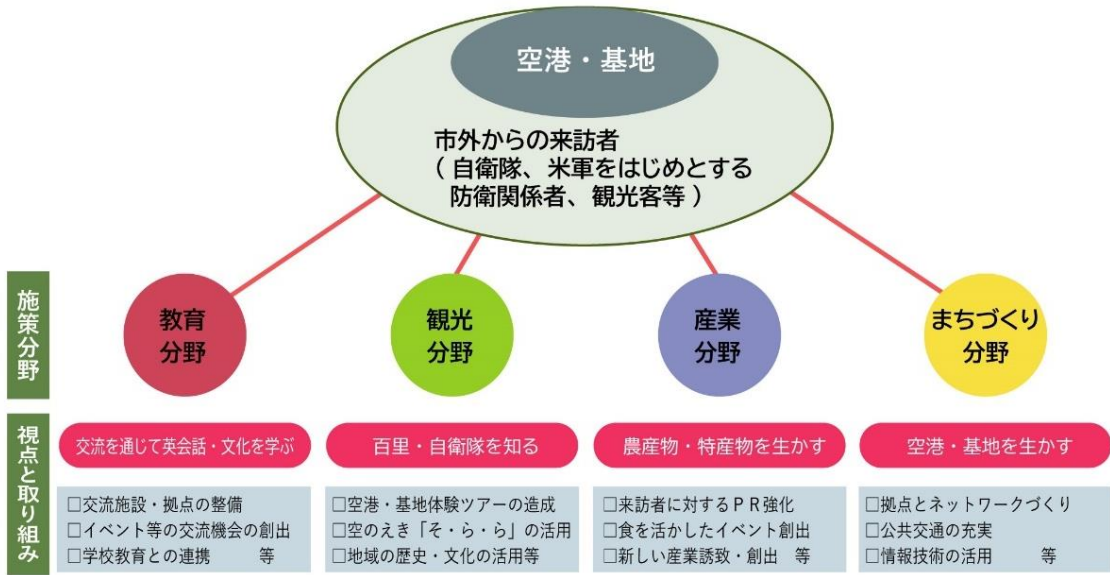 空港・基地
市外からの来訪者
（ 自衛隊、米軍をはじめとする
防衛関係者、観光客等 ）
施策分野
教育
分野
観光
分野
産業
分野
まちづくり
分野
視点と取り組み
交流を通じて英会話・文化を学ぶ
□交流施設・拠点の整備
□イベント等の交流機会の創出
□学校教育との連携　　等
百里・自衛隊を知る
□空港・基地体験ツアーの造成
□空のえき「そ・ら・ら」の活用
□地域の歴史・文化の活用等
農産物・特産物を生かす
□来訪者に対するＰＲ強化
□食を活かしたイベント創出
□新しい産業誘致・創出　等
空港・基地を生かす
□拠点とネットワークづくり
□公共交通の充実
□情報技術の活用　　　等